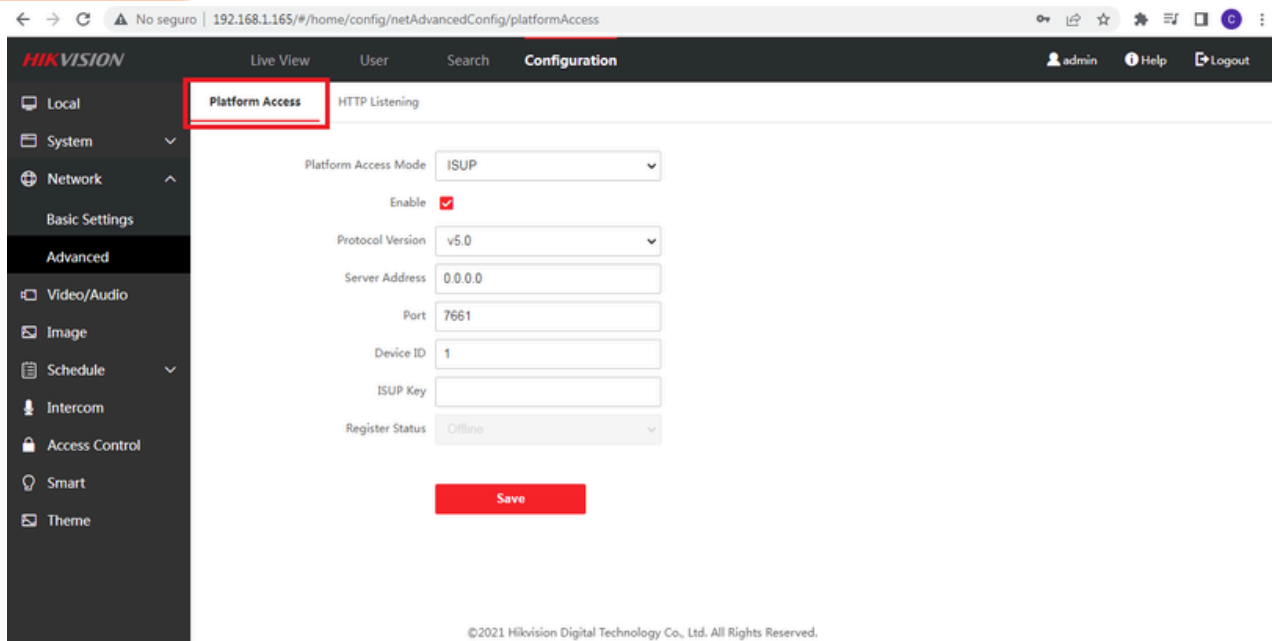 No seguro 192.168.1.165/#/home/config/netAdvancedConfig/platformAccess
C
HIKVISION Live View User Search Configuration admin Help Logout
Local
System
Network
Basic Settings
Advanced
Video/Audio
Image
Schedule
Intercom
Access Control
Smart
Theme
Platform Access HTTP Listening
Platform Access Mode ISUP
Enable
Protocol Version v5.0
Server Address 0.0.0.0
Port 7661
Device ID 1
ISUP Key
Register Status Offline
Save
©2021 Hikvision Digital Technology Co., Ltd. All Rights Reserved.